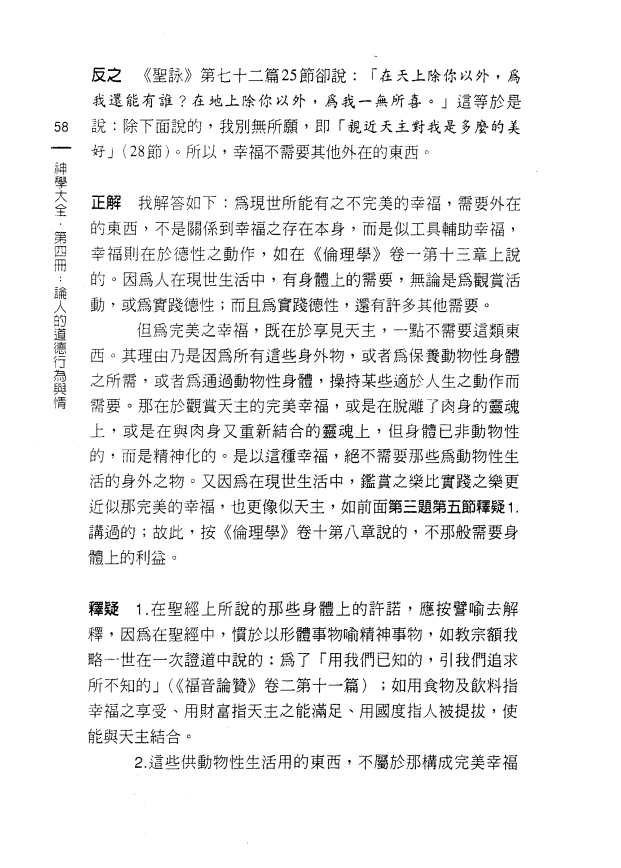 反之　《聖詠》第七十二篇25節卻說：「在天上除你以外，爲
我還能有誰？在地上除你以外，爲我一無所喜。」這等於是
說：除下面說的，我別無所願，即「親近天主對我是多麼的美
好」（28節）。所以，幸福不需要其他外在的東西。
正解　我解答如下：爲現世所能有之不完美的幸福，需要外在
的東西，不是關係到幸福之存在本身，而是似工具輔助幸福，
幸福則在於德性之動作，如在《倫理學》卷一第十三章上說
的。因爲人在現世生活中，有身體上的需要，無論是爲觀賞活
動，或爲實踐德性；而且爲實踐德性，還有許多其他需要。
但爲完美之幸福，既在於享見天主，一點不需要這類東
西。其理由乃是因爲所有這些身外物，或者爲保養動物性身體
之所需，或者爲通過動物性身體，操持某些適於人生之動作而
需要。那在於觀賞天主的完美幸福，或是在脫離了肉身的靈魂
上，或是在與肉身又重新結合的靈魂上，但身體已非動物性
的，而是精神化的。是以這種幸福，絕不需要那些爲動物性生
活的身外之物。又因爲在現世生活中，鑑賞之樂比實踐之樂更
近似那完美的幸福，也更像似天主，如前面第三題第五節釋疑1.
講過的；故此，按《倫理學》卷十第八章說的，不那般需要身
體上的利益。
釋疑　1.在聖經上所說的那些身體上的許諾，應按譬喻去解
釋，因爲在聖經中，慣於以形體事物喻精神事物，如教宗額我
略一世在一次證道中說的：爲了「用我們已知的，引我們追求
所不知的」（《福音論贊》卷二第十一篇）；如用食物及飲料指
幸福之享受、用財富指天主之能滿足、用國度指人被提拔，使
能與天主結合。
2.這些供動物性生活用的東西，不屬於那構成完美幸福
58
神學大全．第四冊：論人的道德行為與情